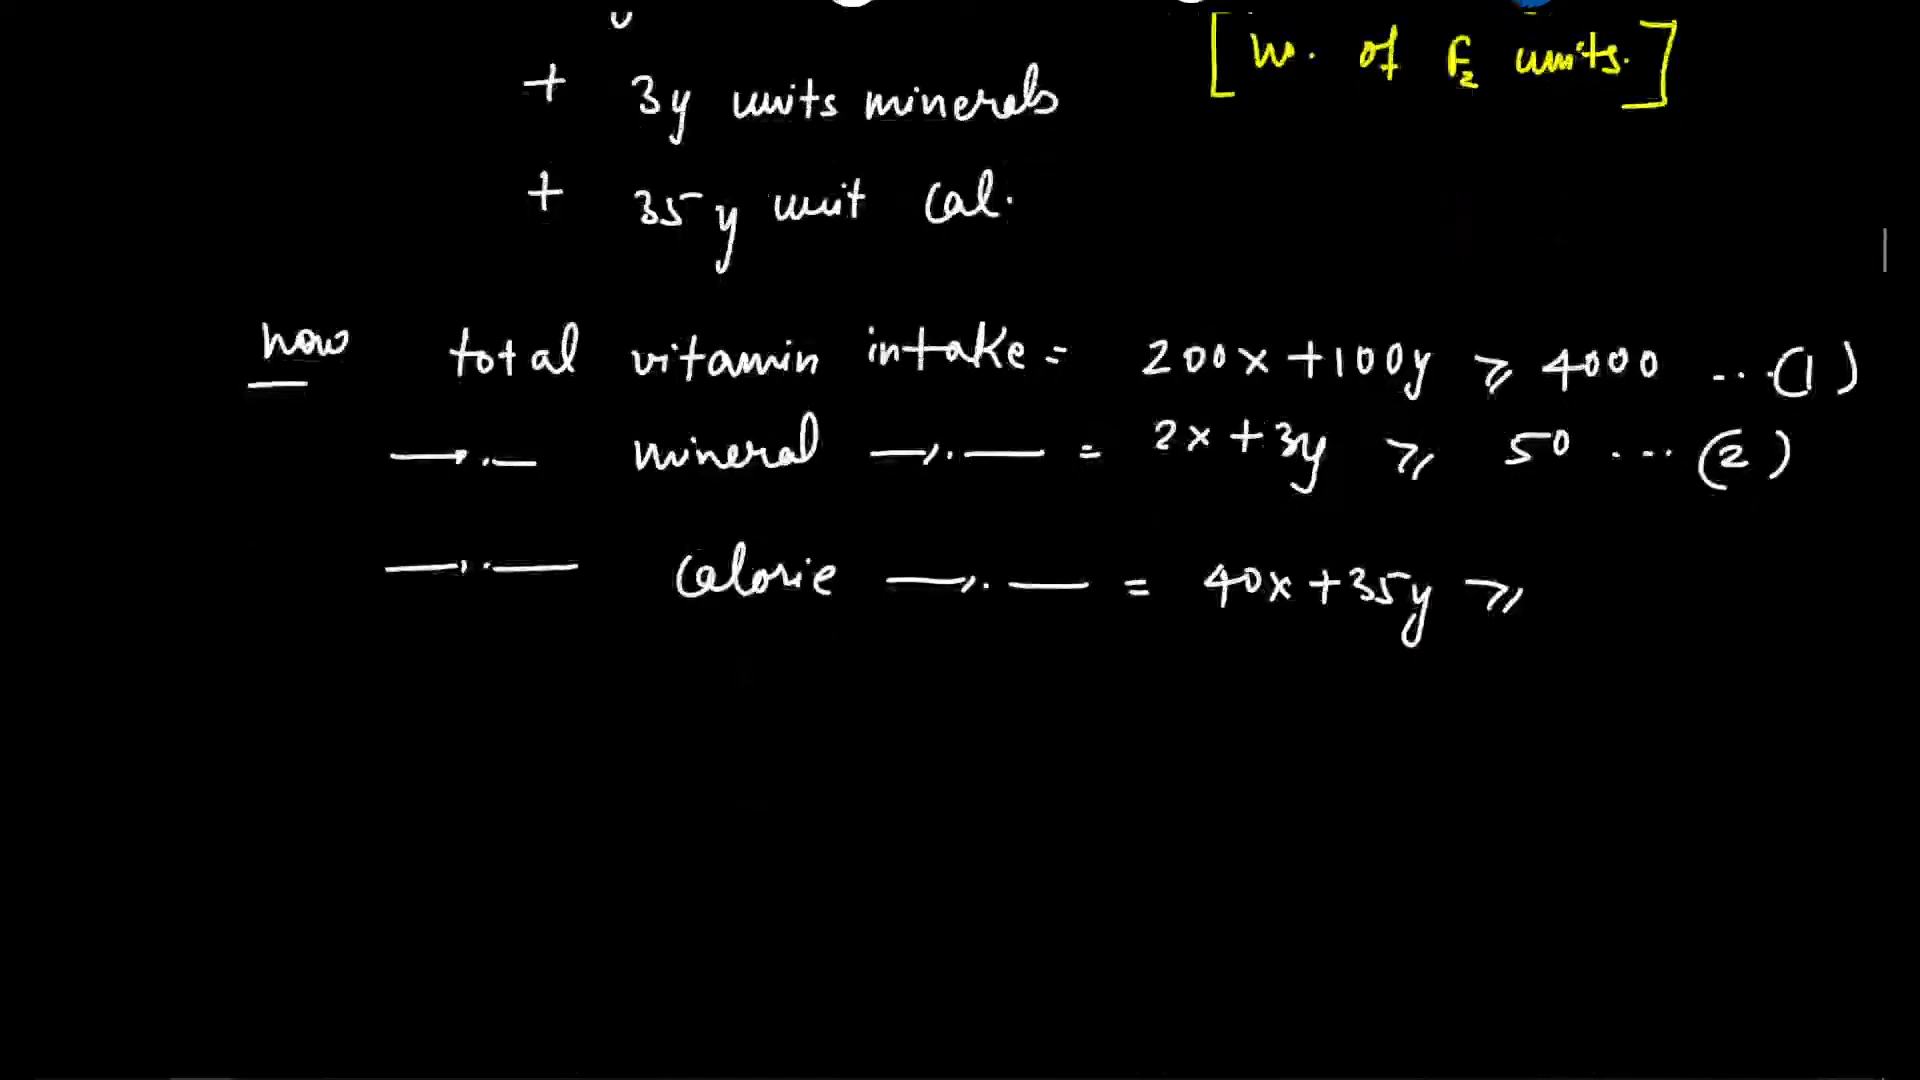 [w. of F₂ units.]
+ 3y units minerals
+ 35y unit Cal.
now total vitamin intake = 200x + 100y ⩾ 4000 ... (1)
—〃— mineral —〃— = 2x + 3y ⩾ 50 ... (2)
—〃— Calorie —〃— = 40x + 35y ⩾